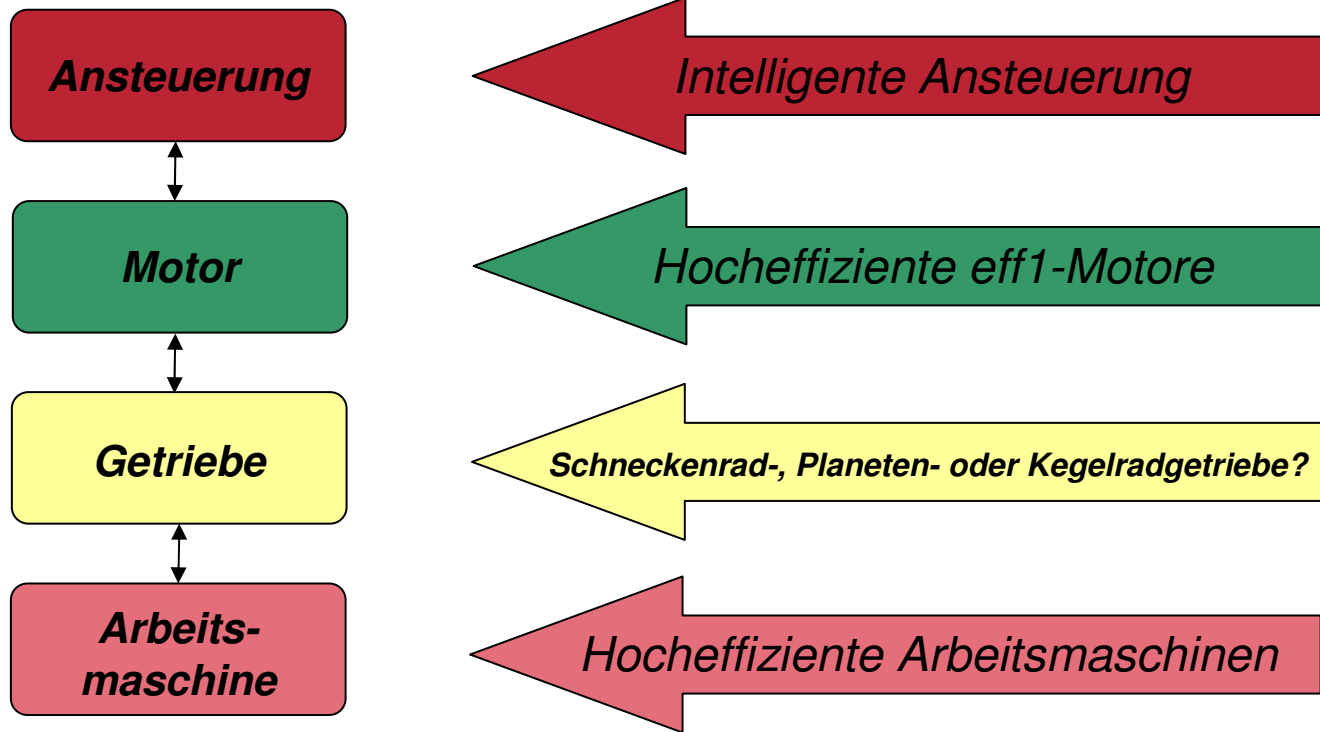 Ansteuerung
Intelligente Ansteuerung
Motor
Hocheffiziente eff1-Motore
Getriebe
Schneckenrad-, Planeten- oder Kegelradgetriebe?
Arbeits-
maschine
Hocheffiziente Arbeitsmaschinen